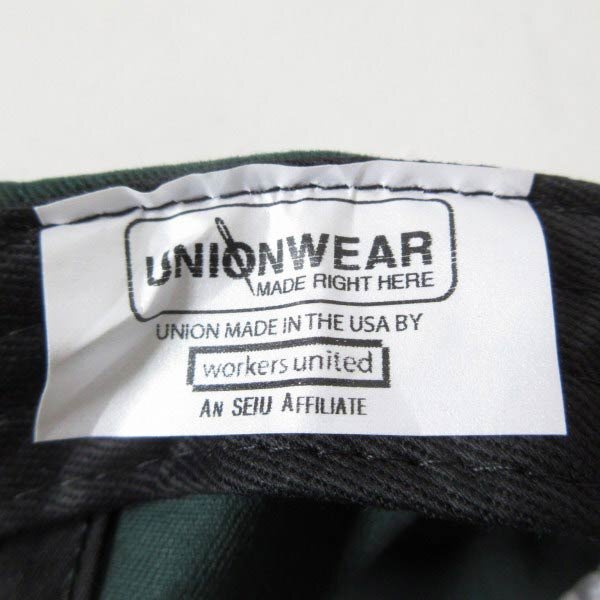 UNIONWEAR
MADE RIGHT HERE
UNION MADE IN THE USA BY
workers united
AN SEIU AFFILIATE